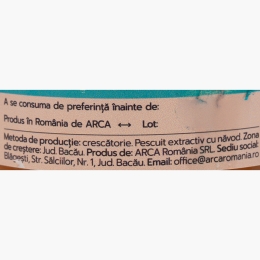 A se consuma de preferință înainte de:
Produs în România de ARCA ↔ Lot:
Metoda de producție: crescătorie. Pescuit extractiv cu năvod. Zona
de creștere: Jud. Bacău. Produs de: ARCA România SRL. Sediu social:
Blăgești, Str. Sălciilor, Nr. 1, Jud. Bacău. Email: office@arcaromania.ro